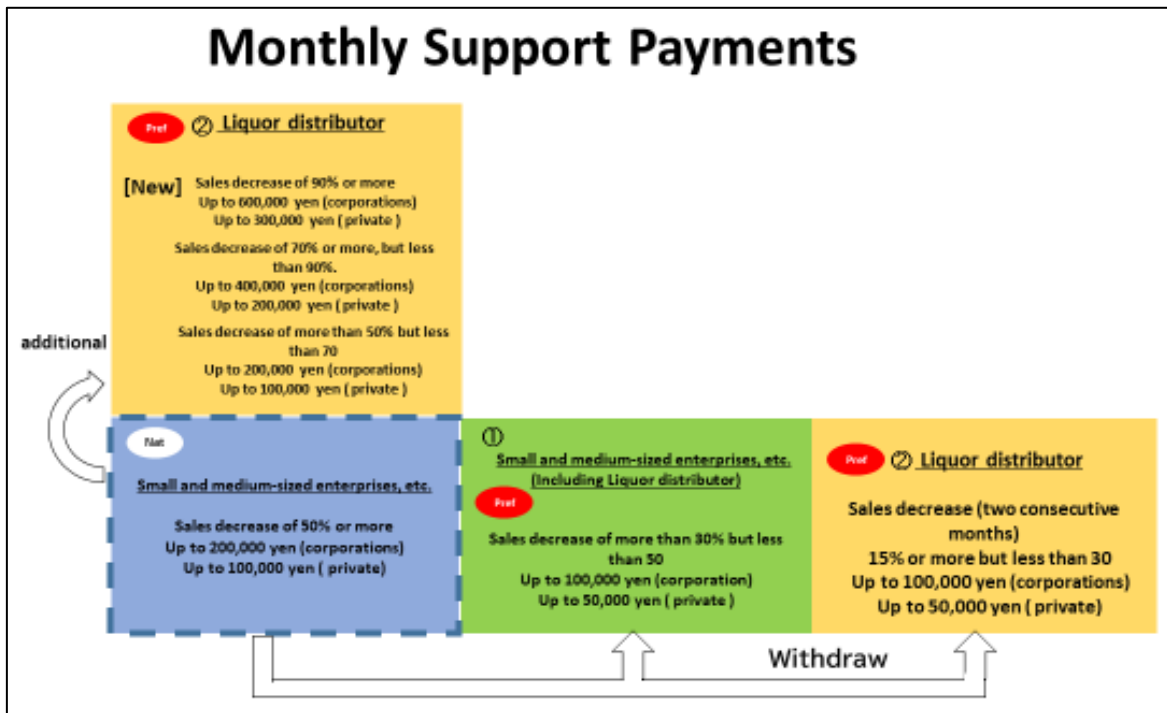 Monthly Support Payments
Pref ② Liquor distributor
[New] Sales decrease of 90% or more
Up to 600,000 yen (corporations)
Up to 300,000 yen ( private )
Sales decrease of 70% or more, but less
than 90%.
Up to 400,000 yen (corporations)
Up to 200,000 yen ( private )
Sales decrease of more than 50% but less
than 70
Up to 200,000 yen (corporations)
Up to 100,000 yen ( private )
additional
Nat
Small and medium-sized enterprises, etc.
Sales decrease of 50% or more
Up to 200,000 yen (corporations)
Up to 100,000 yen ( private)
①
Small and medium-sized enterprises, etc.
(Including Liquor distributor)
Pref
Sales decrease of more than 30% but less
than 50
Up to 100,000 yen (corporation)
Up to 50,000 yen ( private )
Pref ② Liquor distributor
Sales decrease (two consecutive
months)
15% or more but less than 30
Up to 100,000 yen (corporations)
Up to 50,000 yen (private)
Withdraw